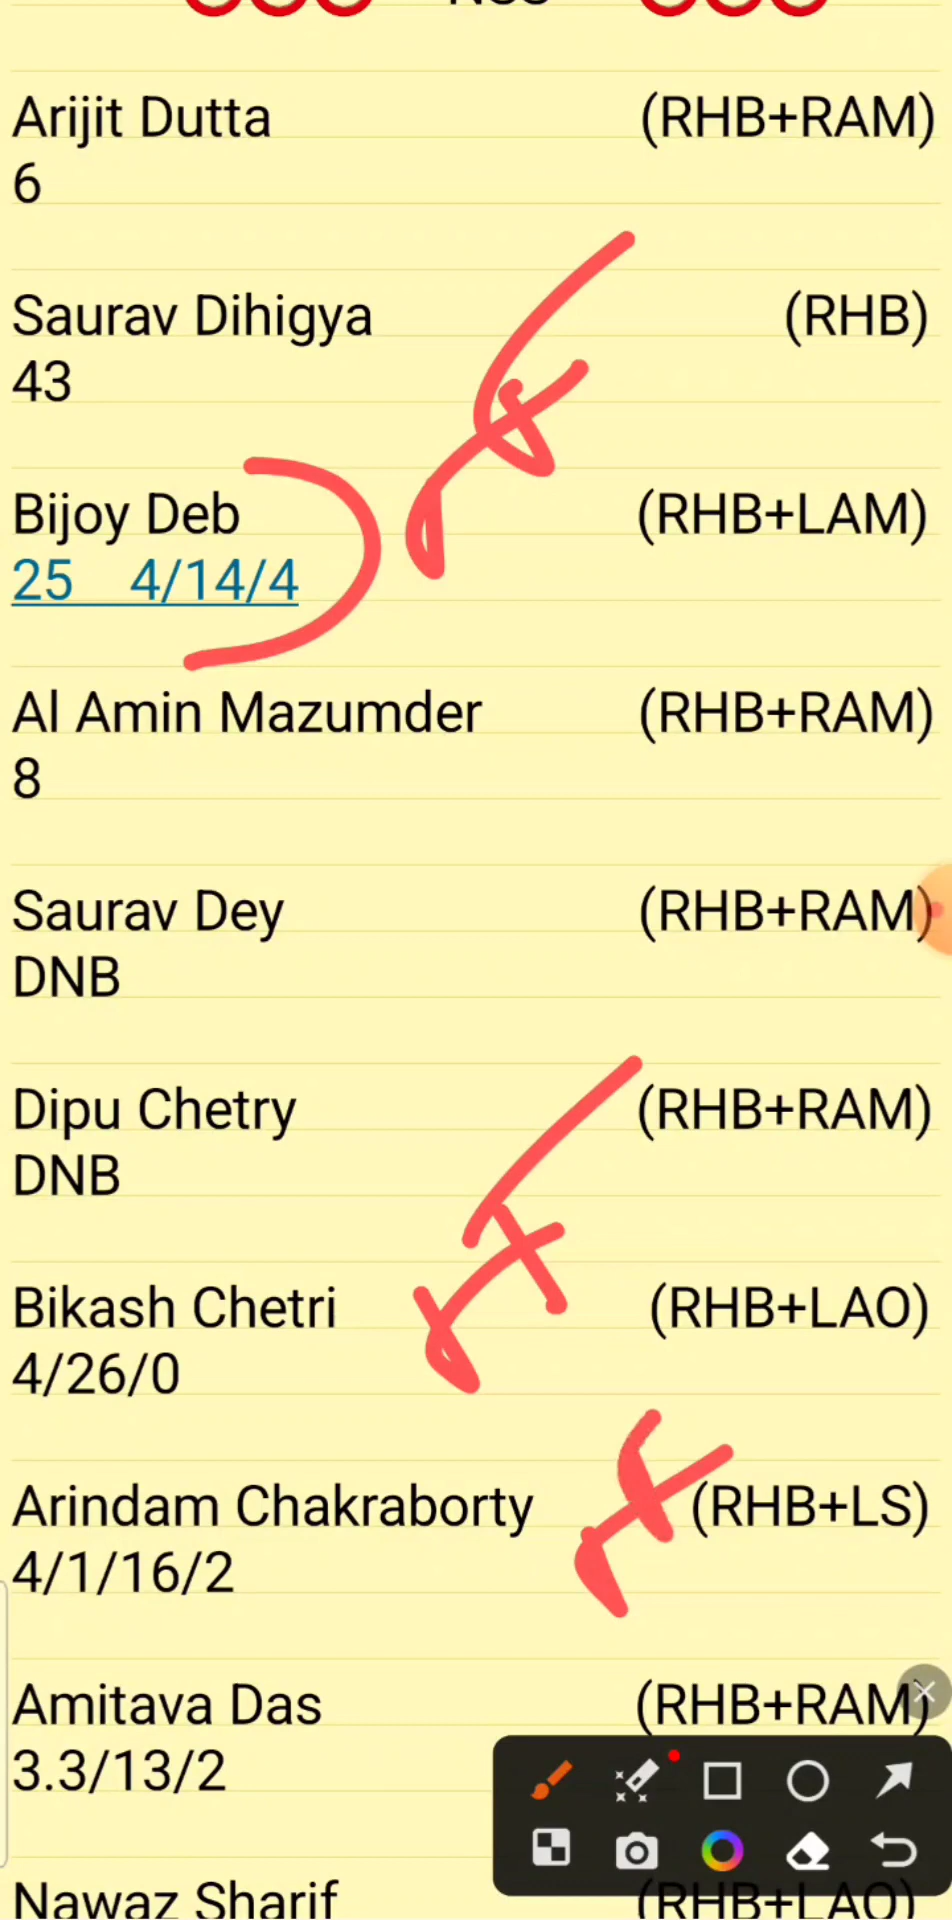 Arijit Dutta (RHB+RAM)
6
Saurav Dihigya (RHB)
43
Bijoy Deb (RHB+LAM)
25 4/14/4
Al Amin Mazumder (RHB+RAM)
8
Saurav Dey (RHB+RAM)
DNB
Dipu Chetry (RHB+RAM)
DNB
Bikash Chetri (RHB+LAO)
4/26/0
Arindam Chakraborty (RHB+LS)
4/1/16/2
Amitava Das (RHB+RAM)
3.3/13/2
Nawaz Sharif (RHB+LAO)